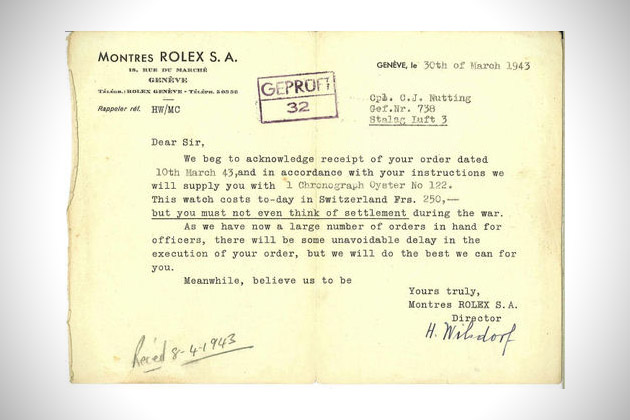 MONTRES ROLEX S. A.
18, RUE DU MARCHÉ
GENÈVE
TÉLÉGR.: ROLEX GENÈVE • TÉLÉPH. 20536
Rappeler réf. HW/MC
GENÈVE, le 30th of March 1943
GEPRÜFT
32
Cpl. C.J. Nutting
Gef.Nr. 738
Stalag Luft 3
Dear Sir,
We beg to acknowledge receipt of your order dated
10th March 43,and in accordance with your instructions we
will supply you with 1 Chronograph Oyster No 122.
This watch costs to-day in Switzerland Frs. 250,—
but you must not even think of settlement during the war.
As we have now a large number of orders in hand for
officers, there will be some unavoidable delay in the
execution of your order, but we will do the best we can for
you.
Meanwhile, believe us to be
Yours truly,
Montres ROLEX S.A.
Director
H. Wilsdorf
Recéd 8-4-1943